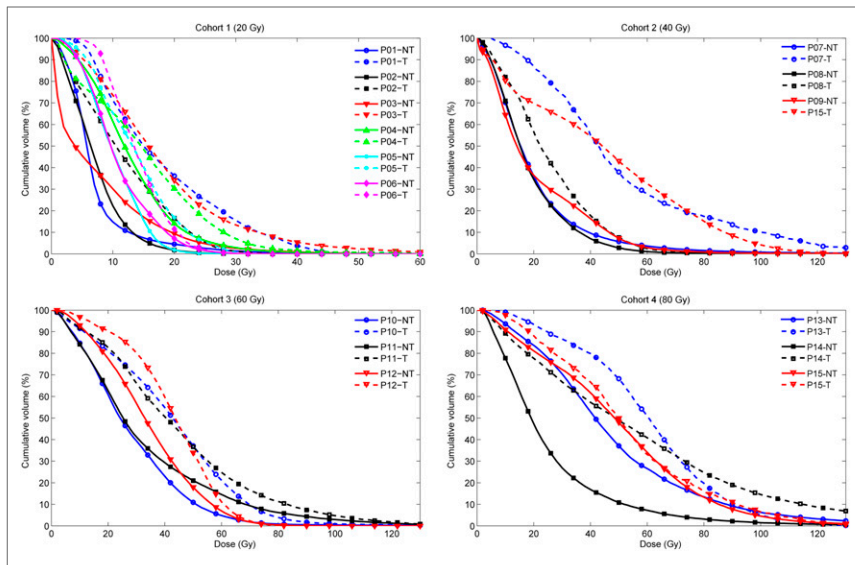 Cohort 1 (20 Gy)
Cumulative volume (%)
100
90
80
70
60
50
40
30
20
10
0
0 10 20 30 40 50 60
Dose (Gy)
P01-NT
P01-T
P02-NT
P02-T
P03-NT
P03-T
P04-NT
P04-T
P05-NT
P05-T
P06-NT
P06-T
Cohort 2 (40 Gy)
Cumulative volume (%)
100
90
80
70
60
50
40
30
20
10
0
0 20 40 60 80 100 120
Dose (Gy)
P07-NT
P07-T
P08-NT
P08-T
P09-NT
P15-T
Cohort 3 (60 Gy)
Cumulative volume (%)
100
90
80
70
60
50
40
30
20
10
0
0 20 40 60 80 100 120
Dose (Gy)
P10-NT
P10-T
P11-NT
P11-T
P12-NT
P12-T
Cohort 4 (80 Gy)
Cumulative volume (%)
100
90
80
70
60
50
40
30
20
10
0
0 20 40 60 80 100 120
Dose (Gy)
P13-NT
P13-T
P14-NT
P14-T
P15-NT
P15-T